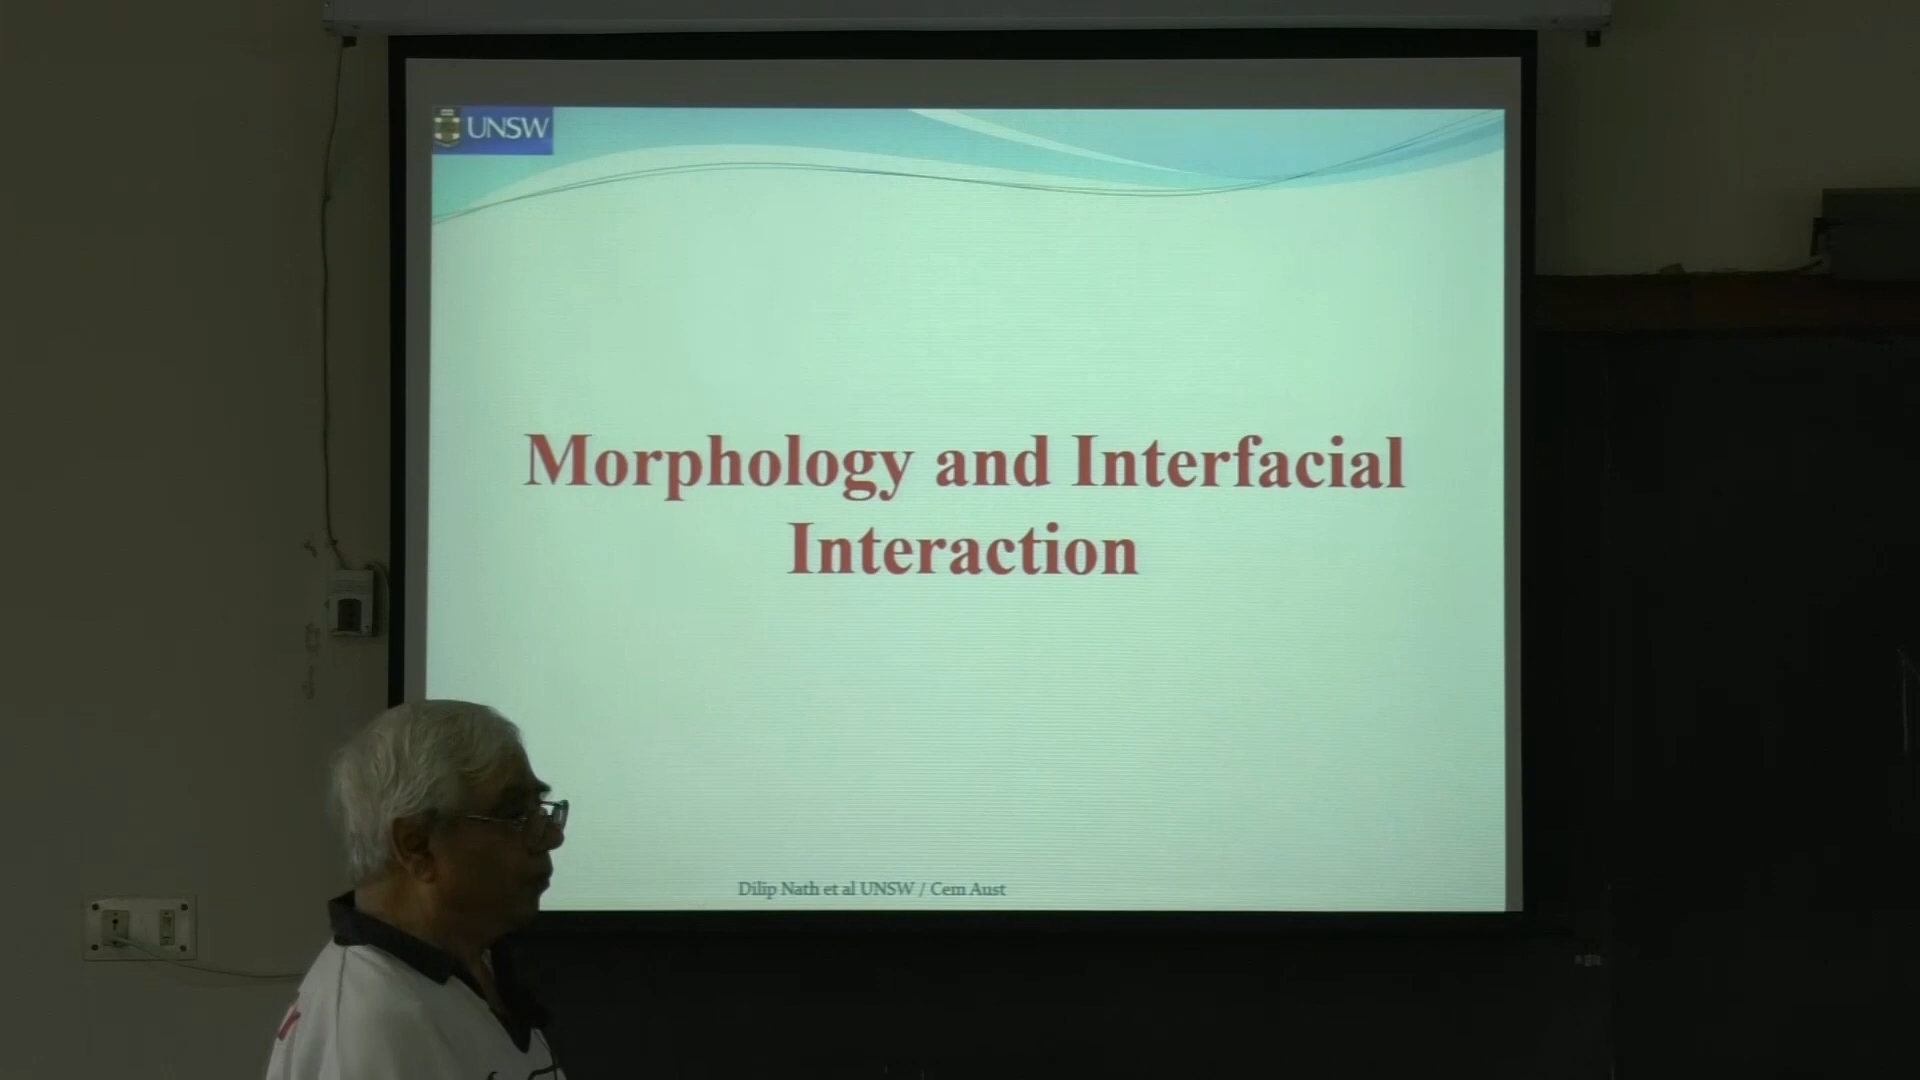 UNSW
Morphology and Interfacial
Interaction
Dilip Nath et al UNSW / Cem Aust